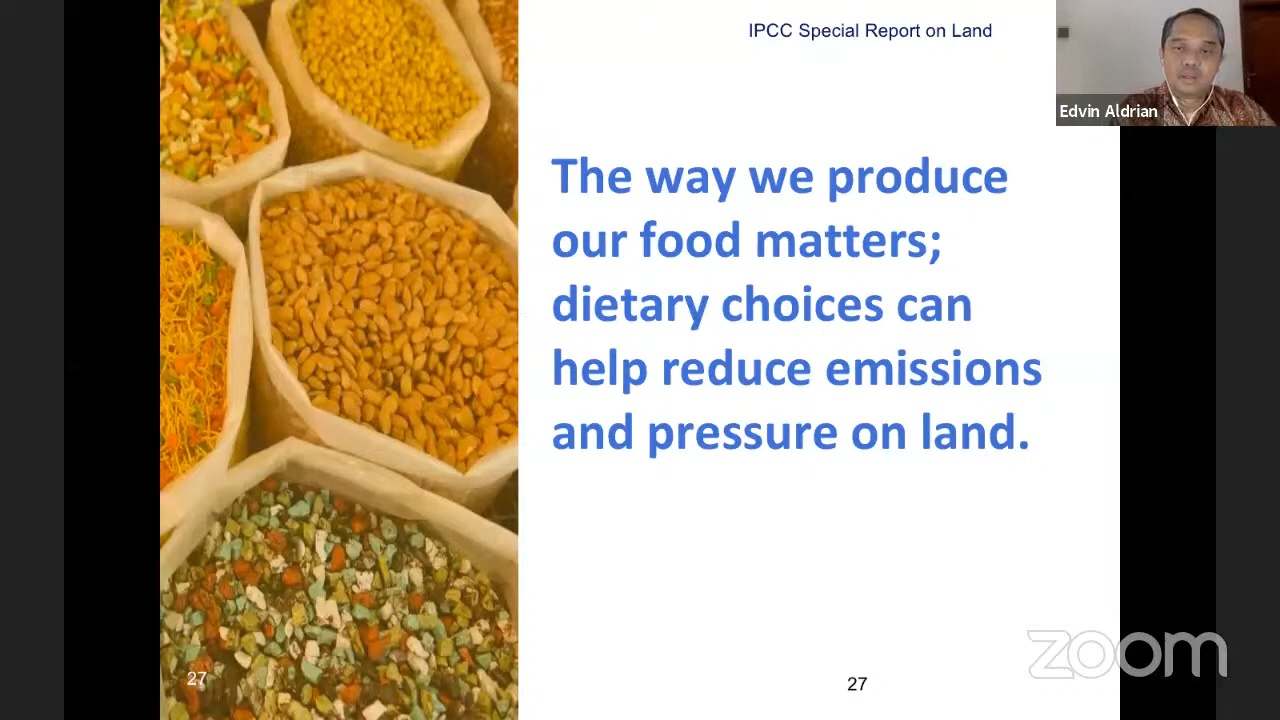 IPCC Special Report on Land
Edvin Aldrian
The way we produce
our food matters;
dietary choices can
help reduce emissions
and pressure on land.
zoom
27
27